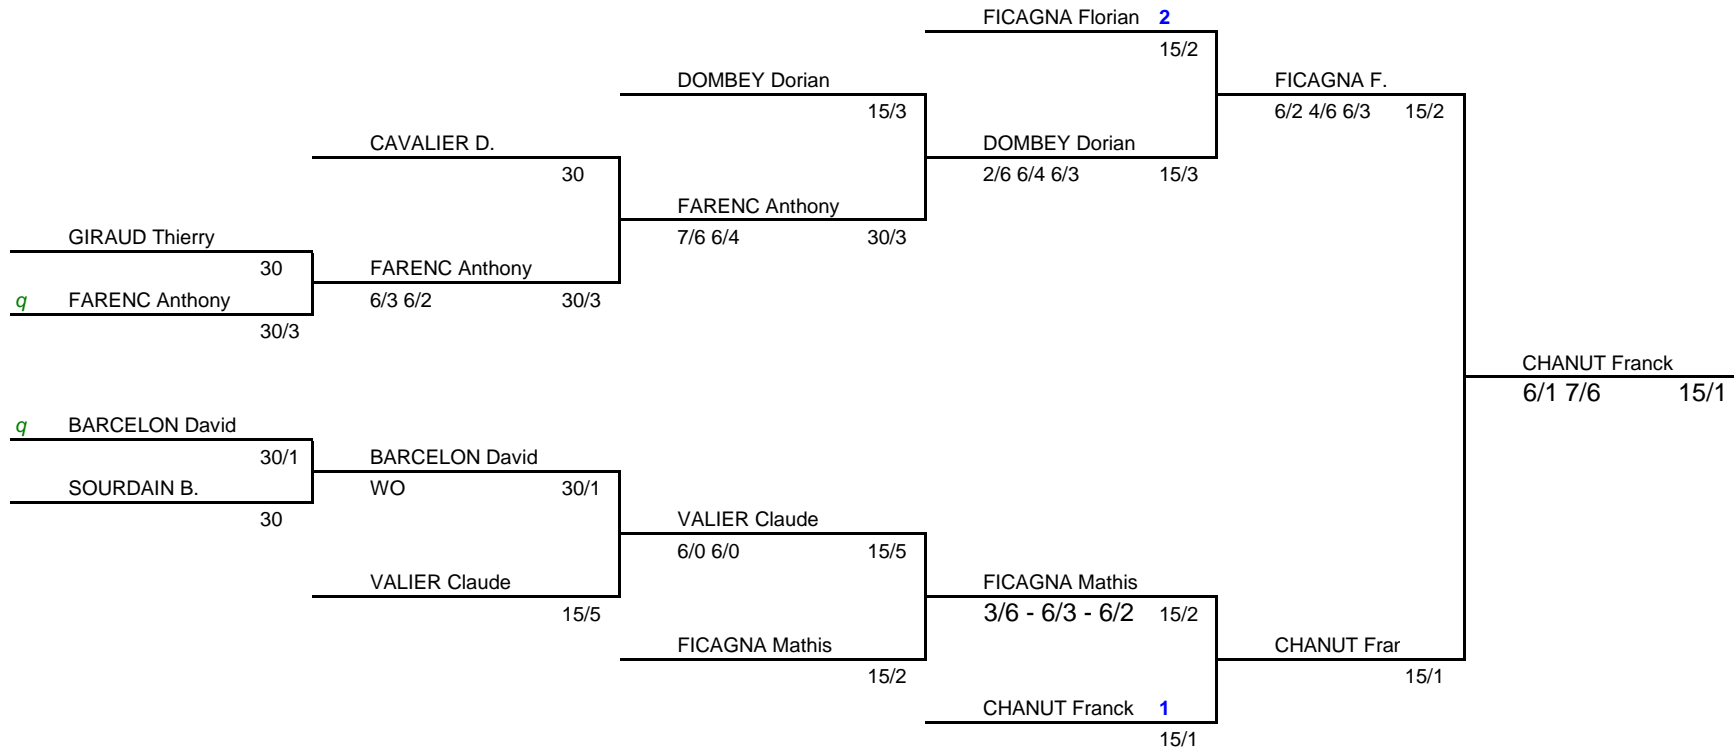 FICAGNA Florian 2
15/2
DOMBEY Dorian
FICAGNA F.
15/3
6/2 4/6 6/3 15/2
CAVALIER D.
DOMBEY Dorian
30
2/6 6/4 6/3 15/3
FARENC Anthony
7/6 6/4 30/3
GIRAUD Thierry
30
FARENC Anthony
q FARENC Anthony
6/3 6/2 30/3
30/3
CHANUT Franck
6/1 7/6 15/1
q BARCELON David
30/1
BARCELON David
SOURDAIN B.
WO 30/1
30
VALIER Claude
6/0 6/0 15/5
VALIER Claude
15/5
FICAGNA Mathis
3/6 - 6/3 - 6/2 15/2
FICAGNA Mathis
15/2
CHANUT Frar
15/1
CHANUT Franck 1
15/1